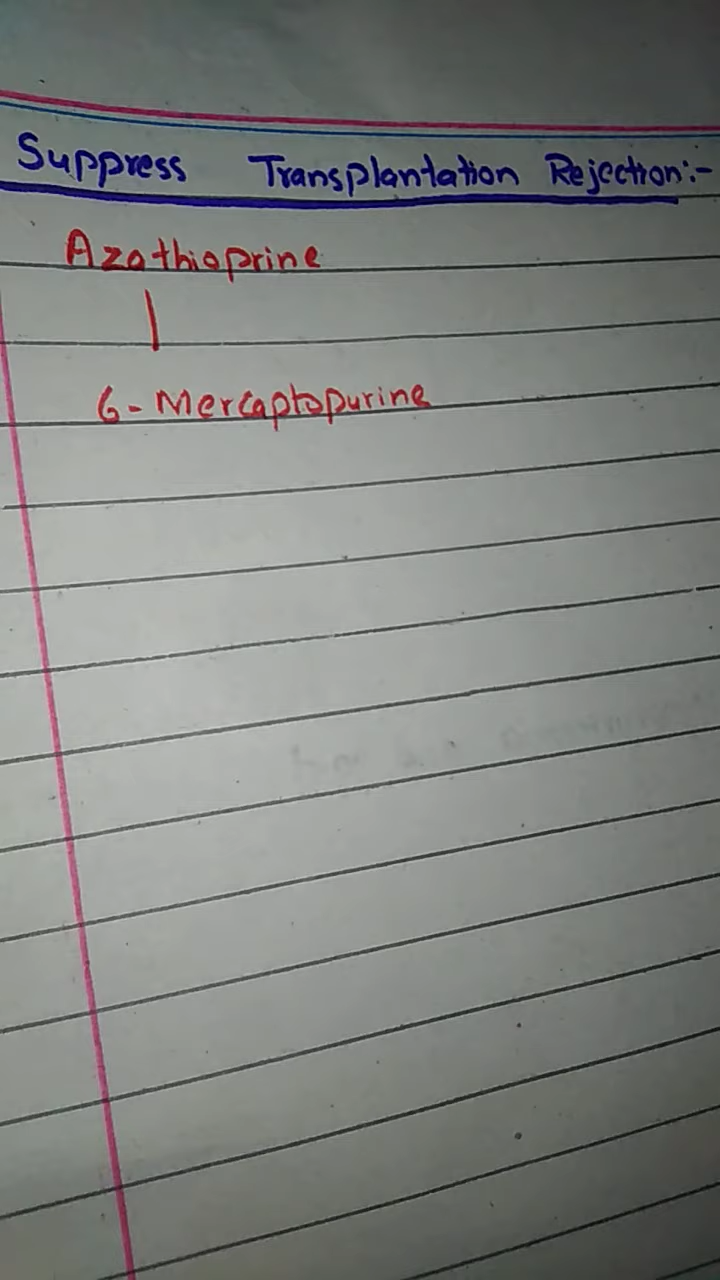 Suppress Transplantation Rejection:-
Azathioprine
6-Mercaptopurine